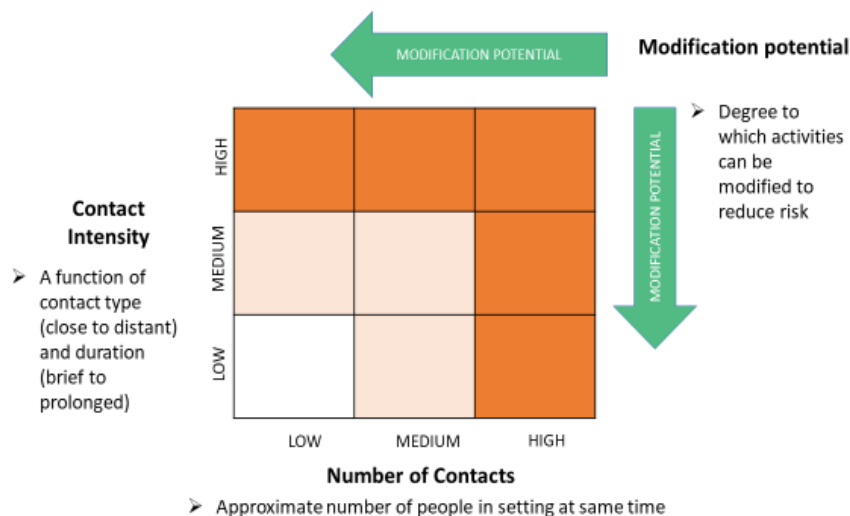 MODIFICATION POTENTIAL
Modification potential
➢ Degree to
which activities
can be
modified to
reduce risk
MODIFICATION POTENTIAL
HIGH
MEDIUM
LOW
Contact
Intensity
➢ A function of
contact type
(close to distant)
and duration
(brief to
prolonged)
LOW
MEDIUM
HIGH
Number of Contacts
➢ Approximate number of people in setting at same time